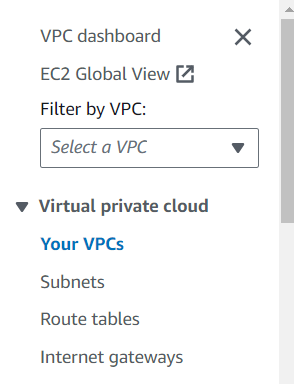 VPC dashboard
EC2 Global View
Filter by VPC:
Select a VPC
Virtual private cloud
Your VPCs
Subnets
Route tables
Internet gateways